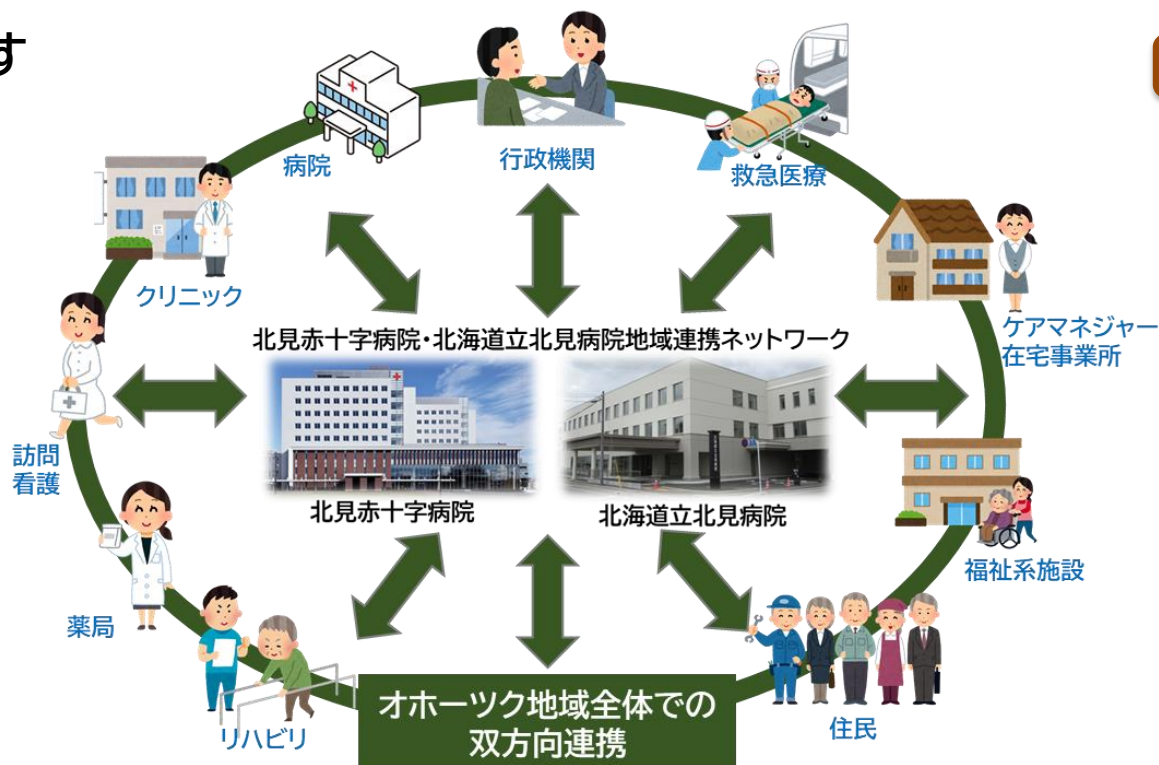 す
行政機関
病院
救急医療
クリニック
ケアマネジャー
在宅事業所
北見赤十字病院・北海道立北見病院地域連携ネットワーク
訪問
看護
北見赤十字病院
北海道立北見病院
福祉系施設
薬局
リハビリ
住民
オホーツク地域全体での
双方向連携